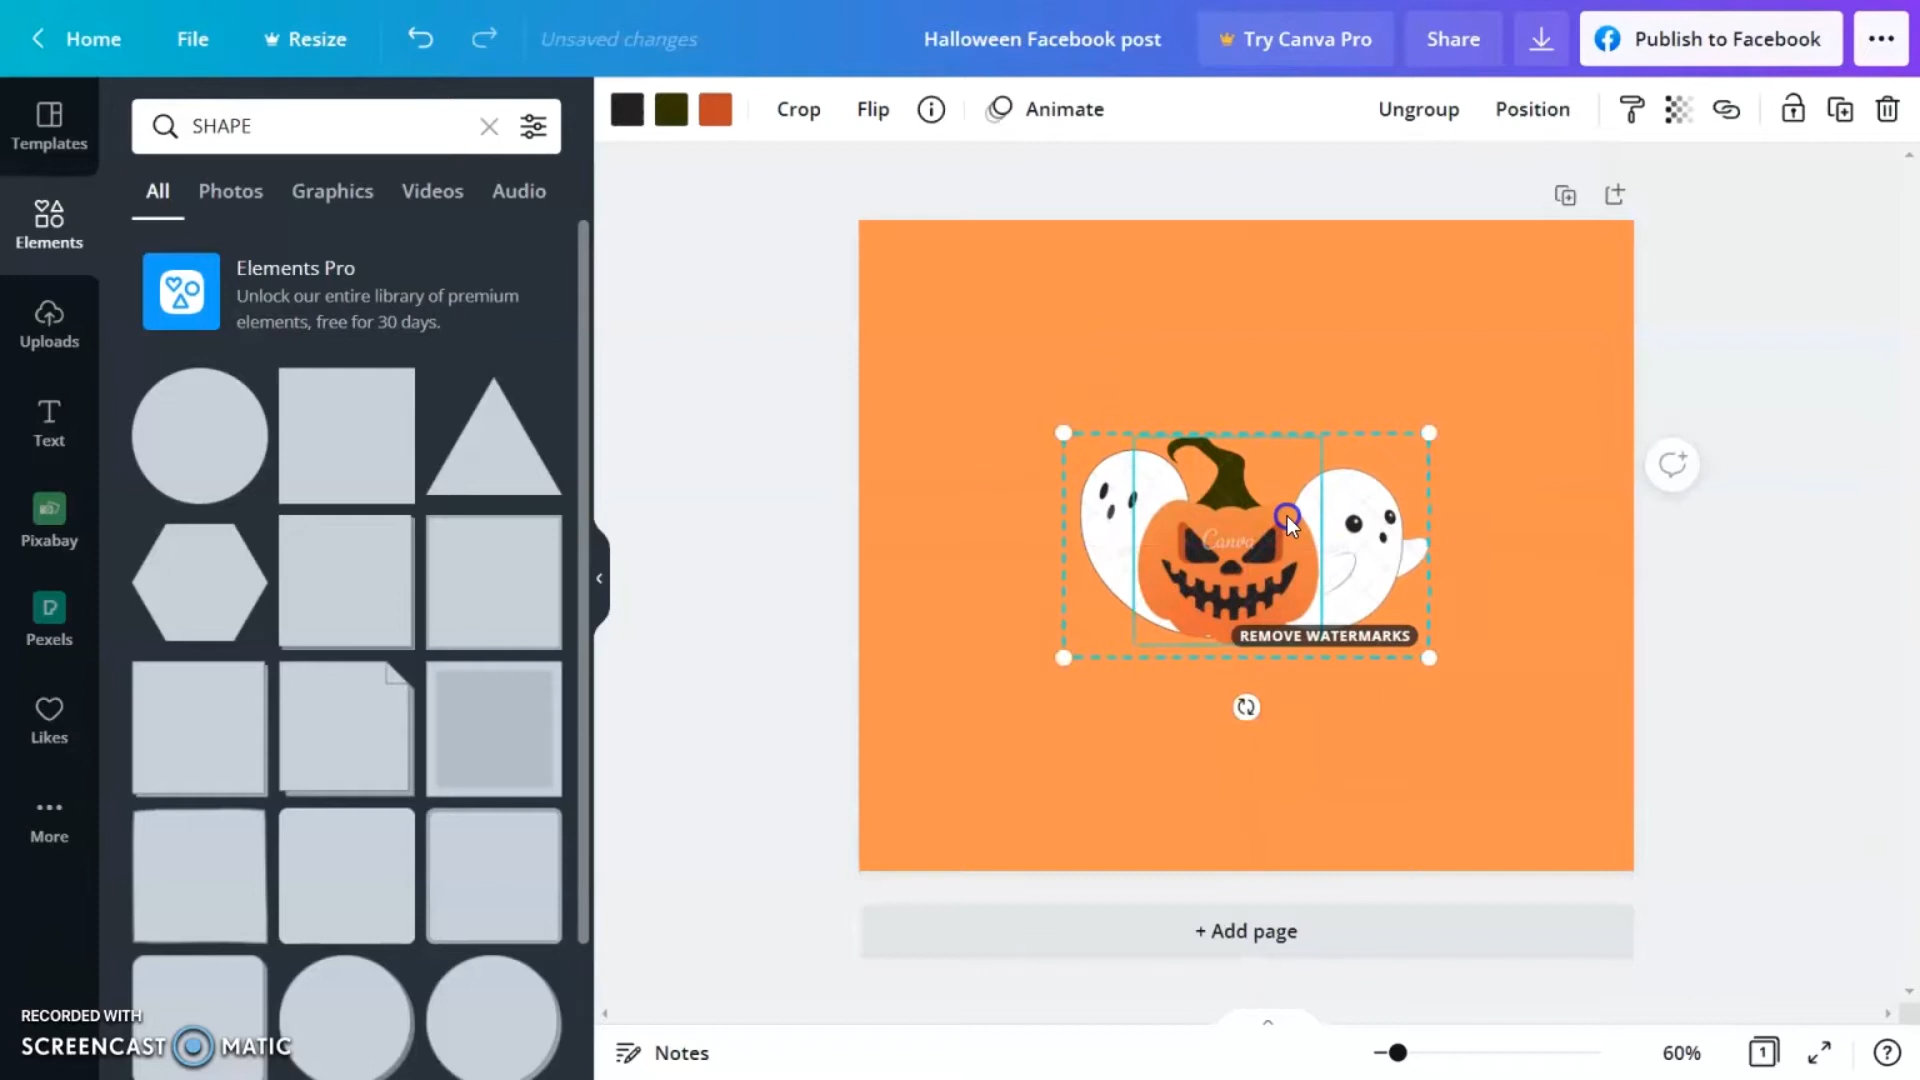 Home
File
Resize
Unsaved changes
Halloween Facebook post
Try Canva Pro
Share
Publish to Facebook
Templates
Elements
Uploads
Text
Pixabay
Pexels
Likes
More
SHAPE
All
Photos
Graphics
Videos
Audio
Elements Pro
Unlock our entire library of premium
elements, free for 30 days.
Crop
Flip
Animate
Ungroup
Position
Canva
REMOVE WATERMARKS
+ Add page
Notes
60%
1
RECORDED WITH
SCREENCAST MATIC